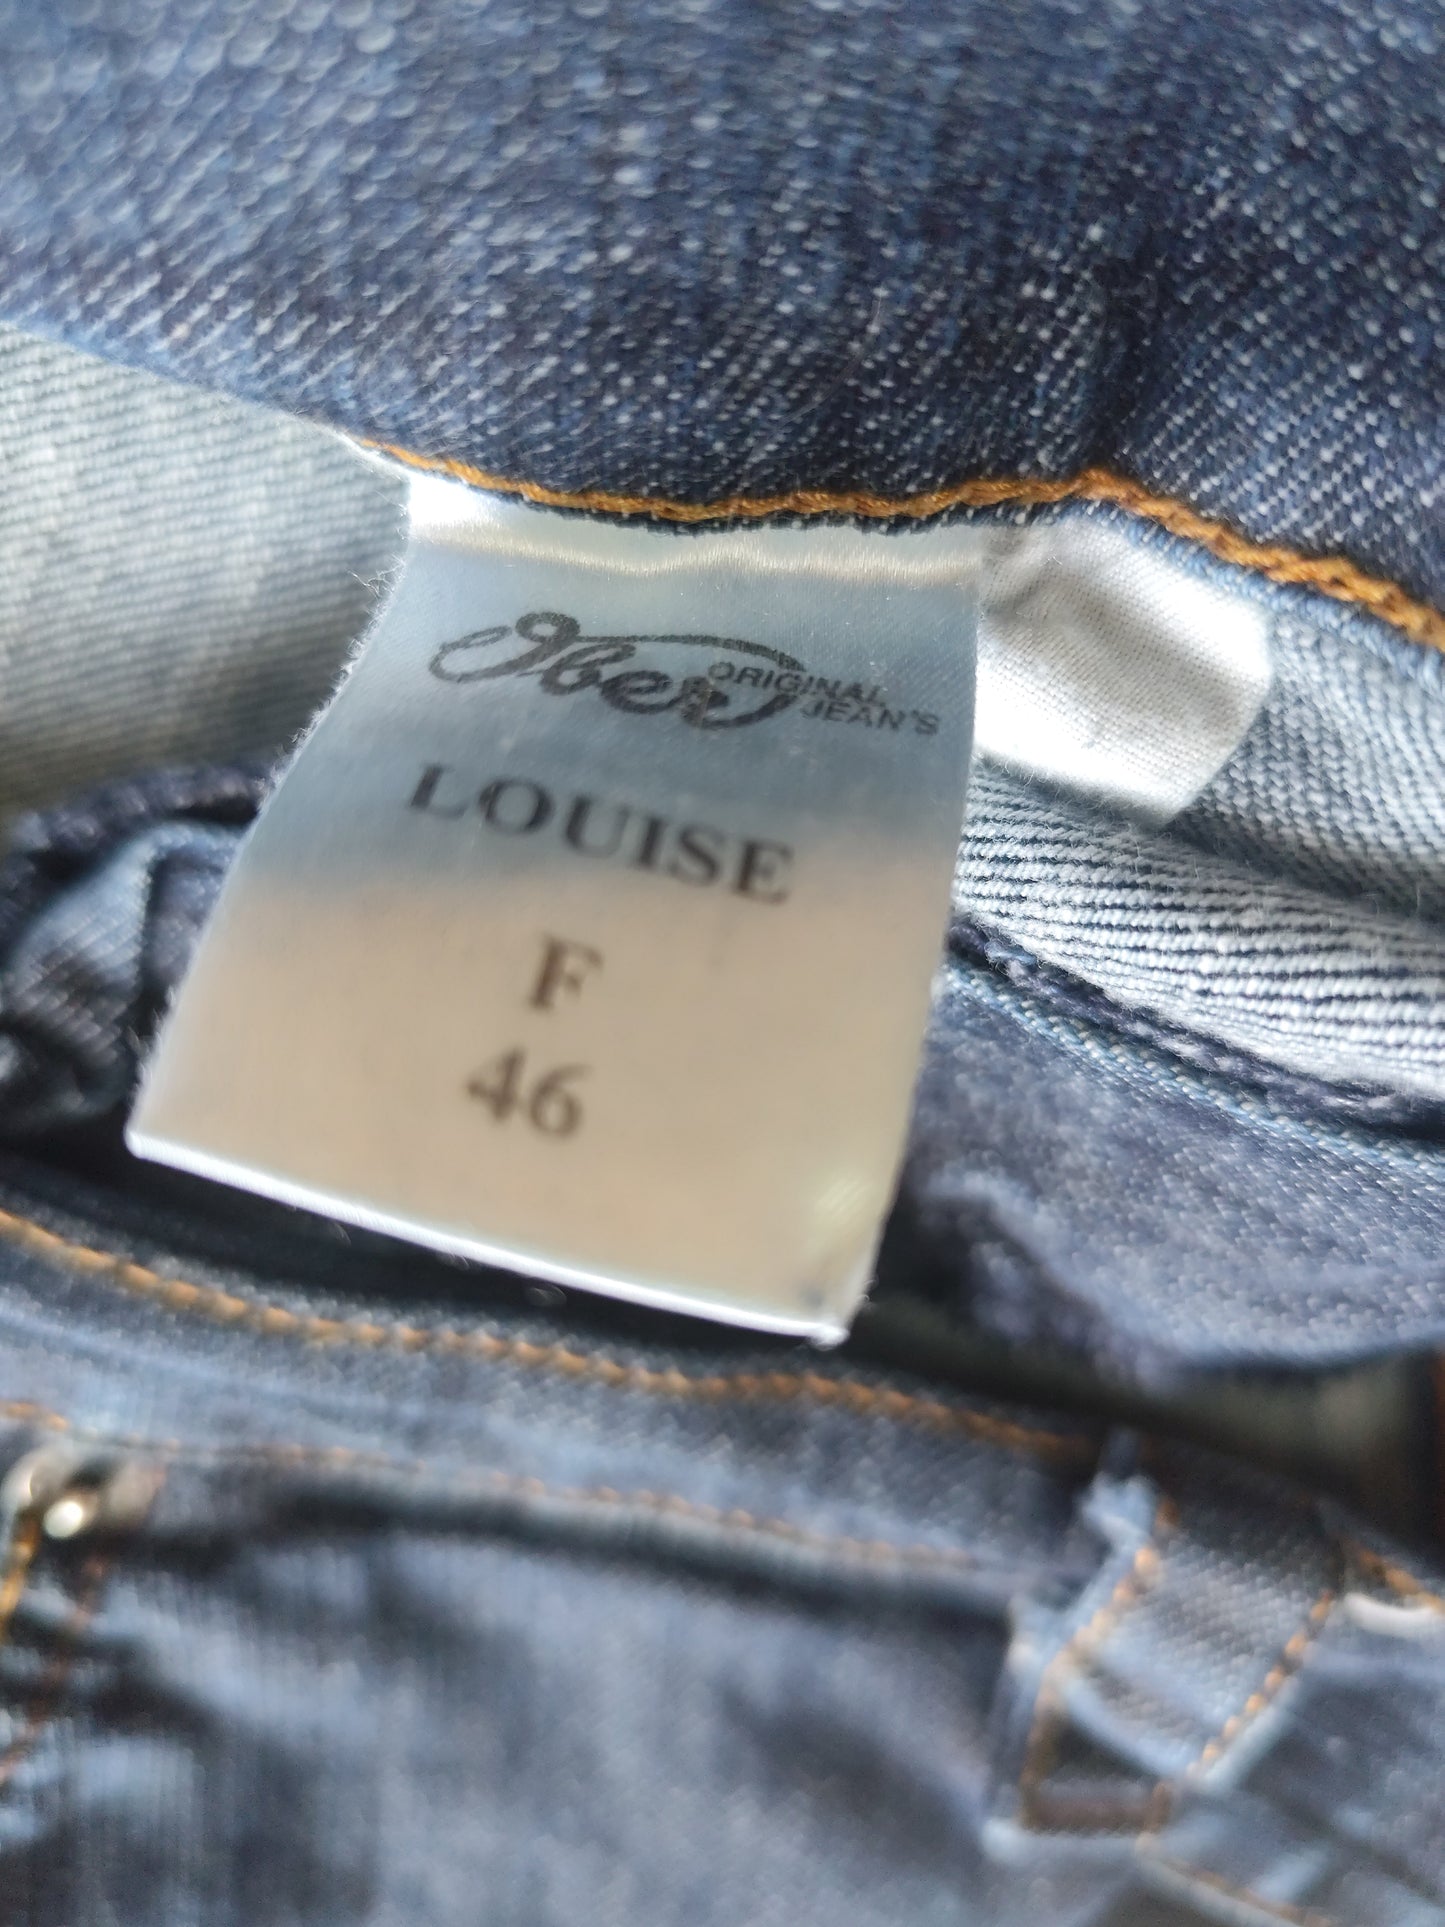 Ober
ORIGINAL
JEAN'S
LOUISE
F
46